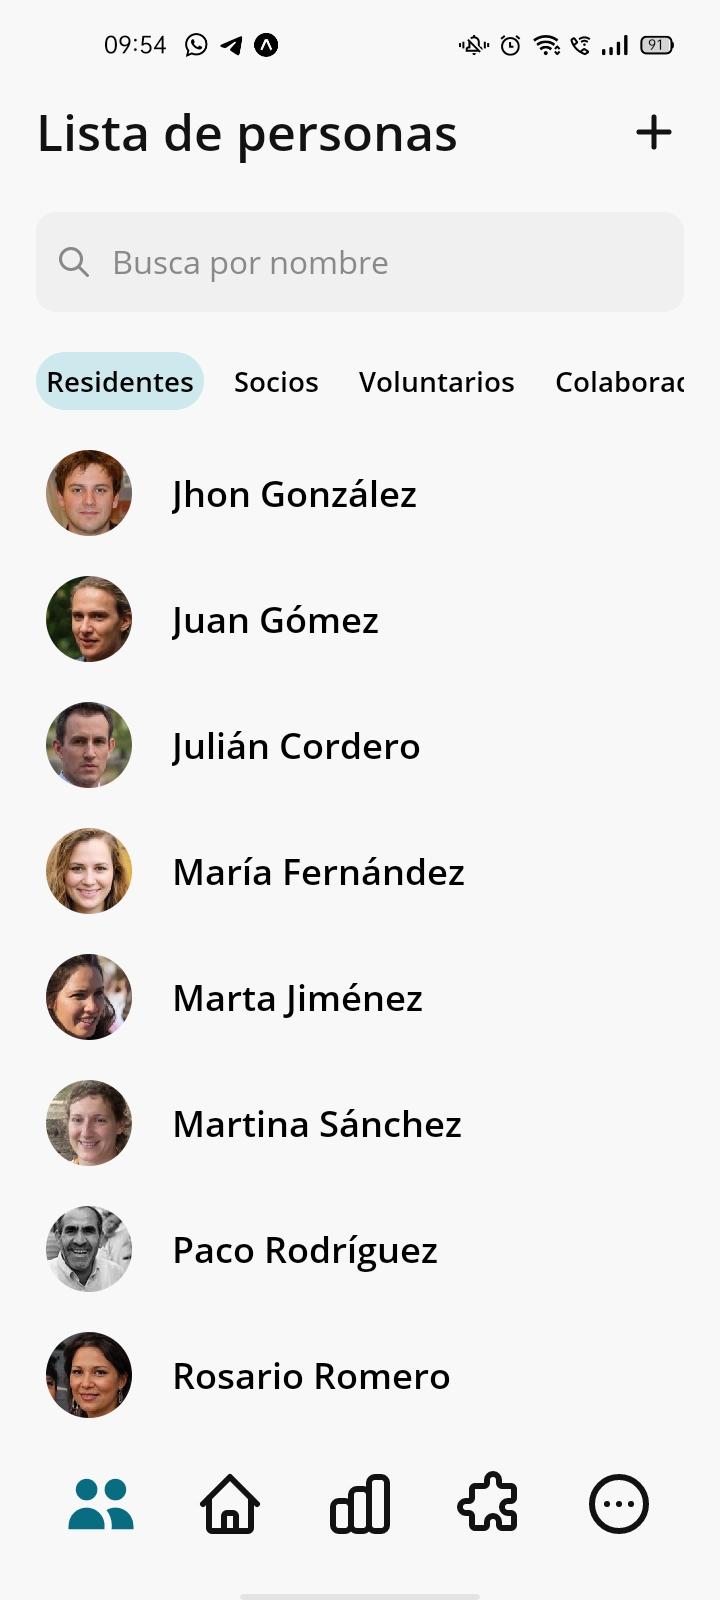 09:54 91
Lista de personas
Busca por nombre
Residentes Socios Voluntarios Colaborac
Jhon González
Juan Gómez
Julián Cordero
María Fernández
Marta Jiménez
Martina Sánchez
Paco Rodríguez
Rosario Romero